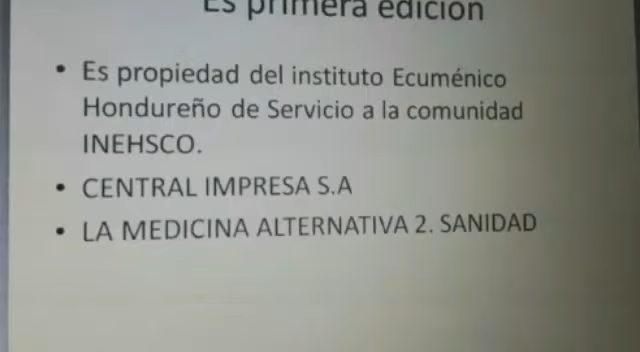 Es primera edición
• Es propiedad del instituto Ecuménico
Hondureño de Servicio a la comunidad
INEHSCO.
• CENTRAL IMPRESA S.A
• LA MEDICINA ALTERNATIVA 2. SANIDAD